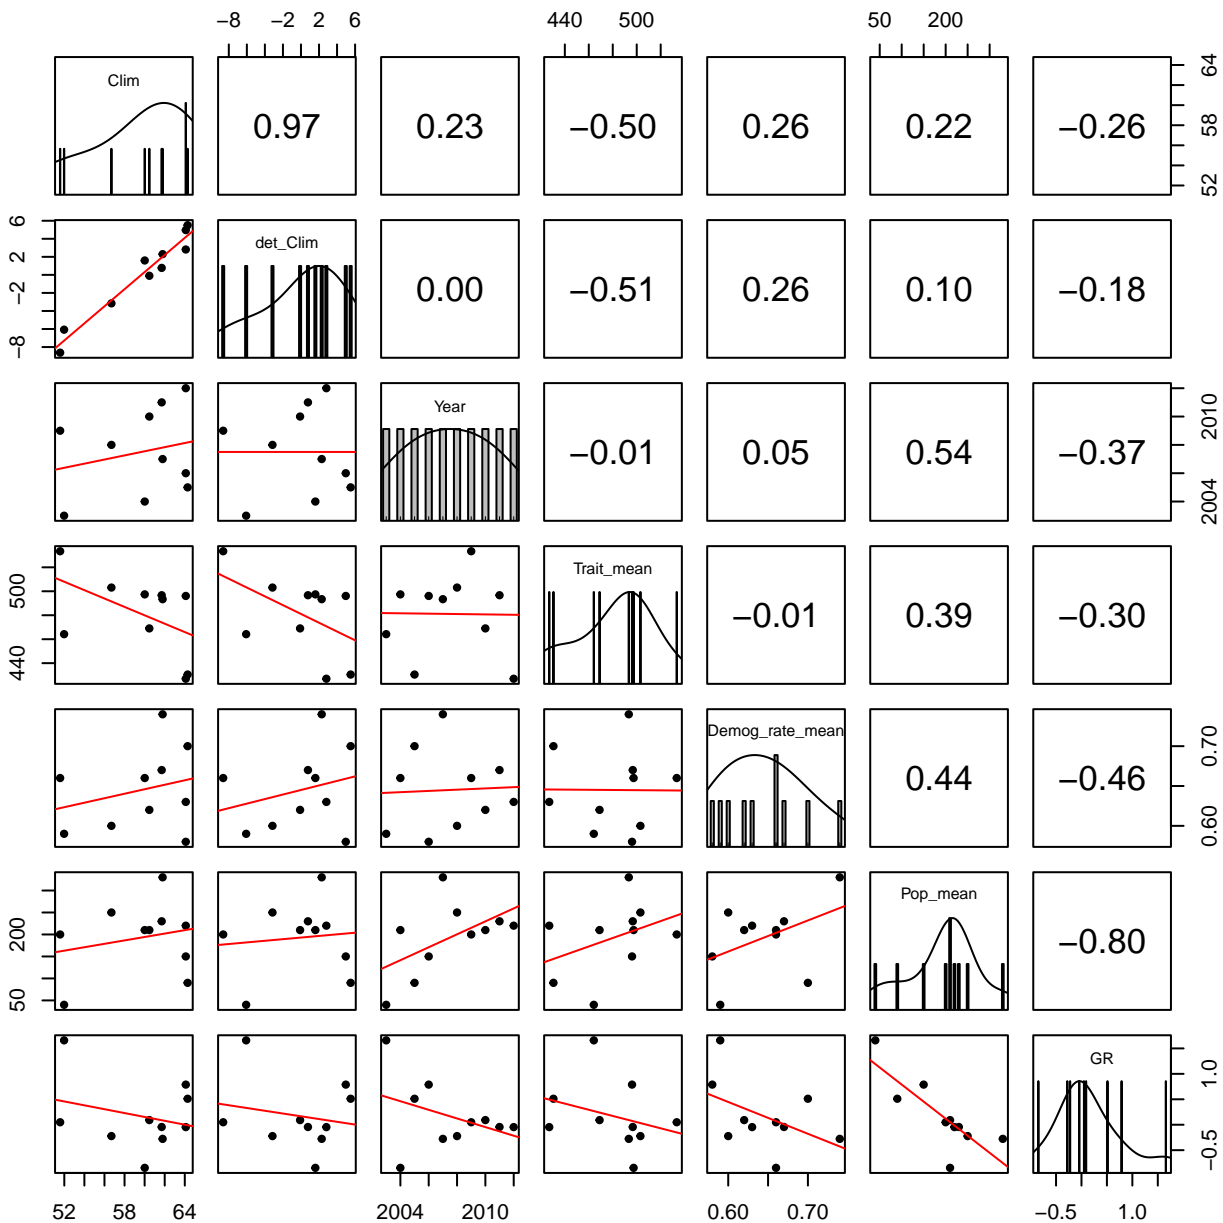 −8 −2 2 6 440 500 50 200
Clim 0.97 0.23 −0.50 0.26 0.22 −0.26 52 58 64
−8 −2 2 6 det_Clim 0.00 −0.51 0.26 0.10 −0.18
Year −0.01 0.05 0.54 −0.37 2004 2010
440 500 Trait_mean −0.01 0.39 −0.30
Demog_rate_mean 0.44 −0.46 0.60 0.70
50 200 Pop_mean −0.80
GR −0.5 1.0
52 58 64 2004 2010 0.60 0.70 −0.5 1.0